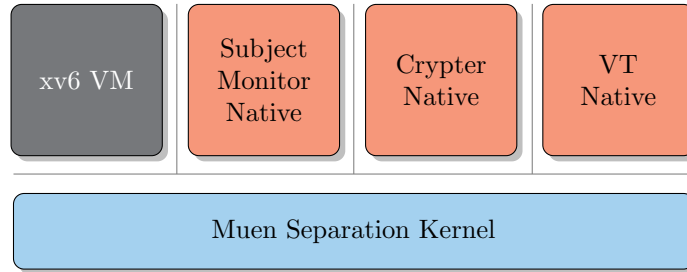 xv6 VM
Subject
Monitor
Native
Crypter
Native
VT
Native
Muen Separation Kernel